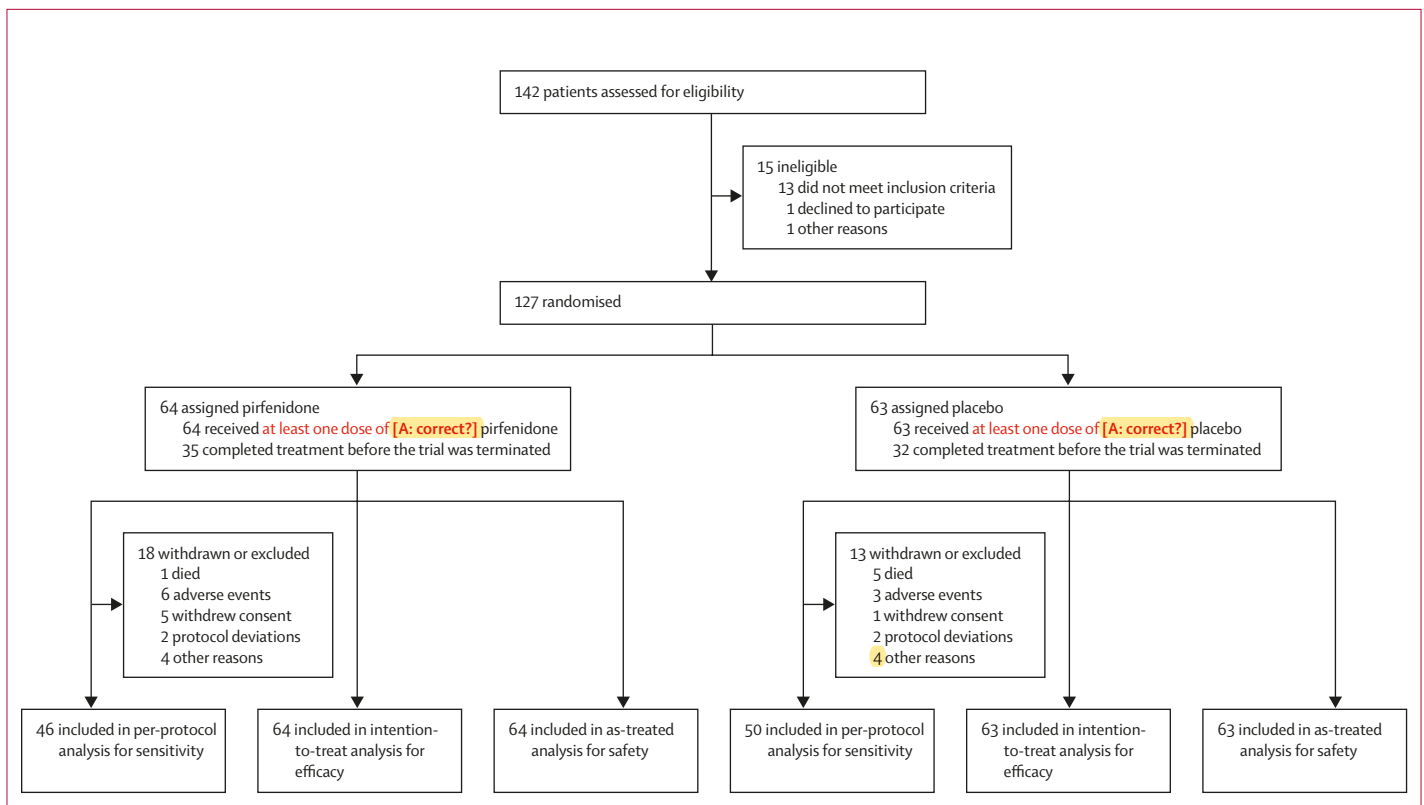 142 patients assessed for eligibility
15 ineligible
13 did not meet inclusion criteria
1 declined to participate
1 other reasons
127 randomised
64 assigned pirfenidone
64 received at least one dose of [A: correct?] pirfenidone
35 completed treatment before the trial was terminated
63 assigned placebo
63 received at least one dose of [A: correct?] placebo
32 completed treatment before the trial was terminated
18 withdrawn or excluded
1 died
6 adverse events
5 withdrew consent
2 protocol deviations
4 other reasons
13 withdrawn or excluded
5 died
3 adverse events
1 withdrew consent
2 protocol deviations
4 other reasons
46 included in per-protocol
analysis for sensitivity
64 included in intention-
to-treat analysis for
efficacy
64 included in as-treated
analysis for safety
50 included in per-protocol
analysis for sensitivity
63 included in intention-
to-treat analysis for
efficacy
63 included in as-treated
analysis for safety